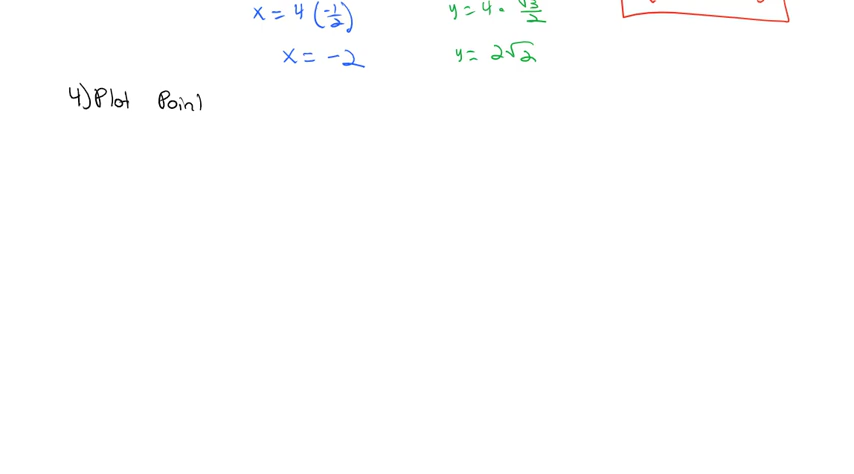 x = 4 (-1/2) y = 4 · √3/2
x = -2 y = 2√2
4) Plot Point